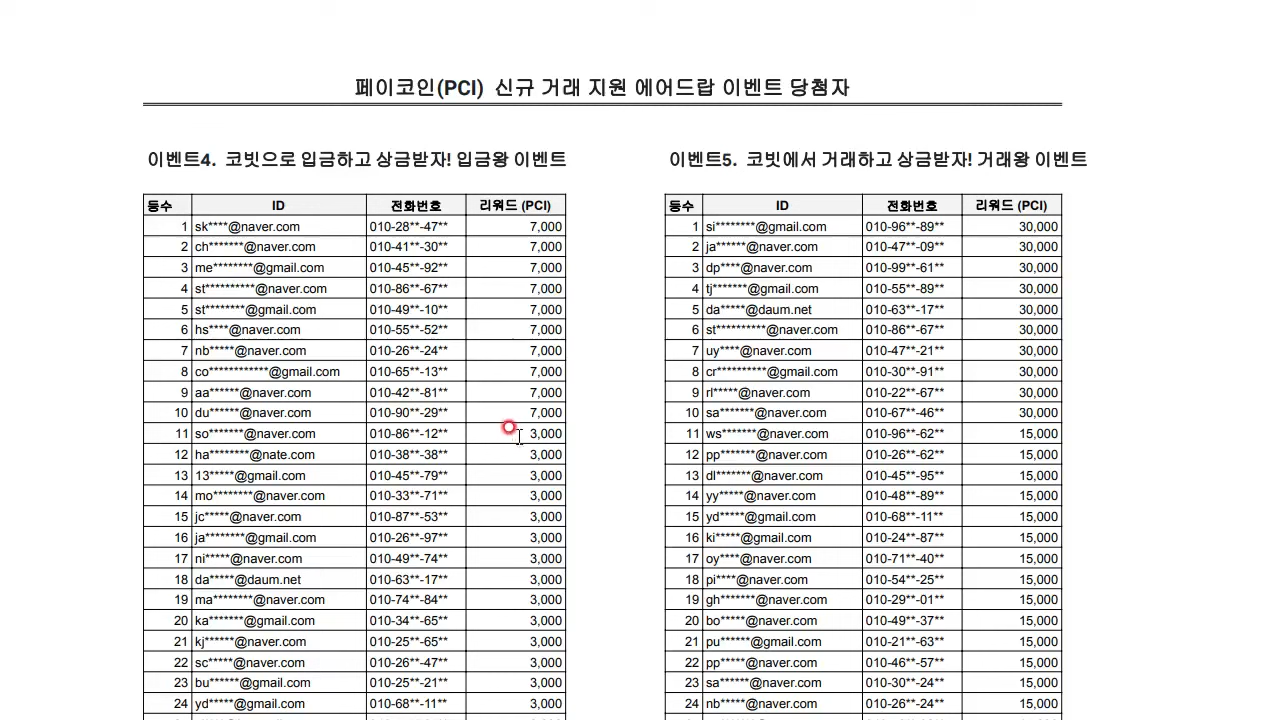 페이코인(PCI) 신규 거래 지원 에어드랍 이벤트 당첨자
이벤트4. 코빗으로 입금하고 상금받자! 입금왕 이벤트
등수 ID 전화번호 리워드 (PCI)
1 sk****@naver.com 010-28**-47** 7,000
2 ch*******@naver.com 010-41**-30** 7,000
3 me********@gmail.com 010-45**-92** 7,000
4 st**********@naver.com 010-86**-67** 7,000
5 st********@gmail.com 010-49**-10** 7,000
6 hs****@naver.com 010-55**-52** 7,000
7 nb*****@naver.com 010-26**-24** 7,000
8 co************@gmail.com 010-65**-13** 7,000
9 aa******@naver.com 010-42**-81** 7,000
10 du******@naver.com 010-90**-29** 7,000
11 so*******@naver.com 010-86**-12** 3,000
12 ha********@nate.com 010-38**-38** 3,000
13 13*****@gmail.com 010-45**-79** 3,000
14 mo********@naver.com 010-33**-71** 3,000
15 jc*****@naver.com 010-87**-53** 3,000
16 ja********@gmail.com 010-26**-97** 3,000
17 ni*****@naver.com 010-49**-74** 3,000
18 da*****@daum.net 010-63**-17** 3,000
19 ma********@naver.com 010-74**-84** 3,000
20 ka******@gmail.com 010-34**-65** 3,000
21 kj******@naver.com 010-25**-65** 3,000
22 sc*****@naver.com 010-26**-47** 3,000
23 bu******@gmail.com 010-25**-21** 3,000
24 yd*****@gmail.com 010-68**-11** 3,000
이벤트5. 코빗에서 거래하고 상금받자! 거래왕 이벤트
등수 ID 전화번호 리워드 (PCI)
1 si********@gmail.com 010-96**-89** 30,000
2 ja******@naver.com 010-47**-09** 30,000
3 dp****@naver.com 010-99**-61** 30,000
4 tj*******@gmail.com 010-55**-89** 30,000
5 da*****@daum.net 010-63**-17** 30,000
6 st**********@naver.com 010-86**-67** 30,000
7 uy****@naver.com 010-47**-21** 30,000
8 cr**********@gmail.com 010-30**-91** 30,000
9 rl*****@naver.com 010-22**-67** 30,000
10 sa*******@naver.com 010-67**-46** 30,000
11 ws*******@naver.com 010-96**-62** 15,000
12 pp*****@naver.com 010-26**-62** 15,000
13 dl*******@naver.com 010-45**-95** 15,000
14 yy*****@naver.com 010-48**-89** 15,000
15 yd*****@gmail.com 010-68**-11** 15,000
16 ki*****@gmail.com 010-24**-87** 15,000
17 oy****@naver.com 010-71**-40** 15,000
18 pi****@naver.com 010-54**-25** 15,000
19 gh*******@naver.com 010-29**-01** 15,000
20 bo*****@naver.com 010-49**-37** 15,000
21 pu******@gmail.com 010-21**-63** 15,000
22 pp*****@naver.com 010-46**-57** 15,000
23 sa******@naver.com 010-30**-24** 15,000
24 nb*****@naver.com 010-26**-24** 15,000